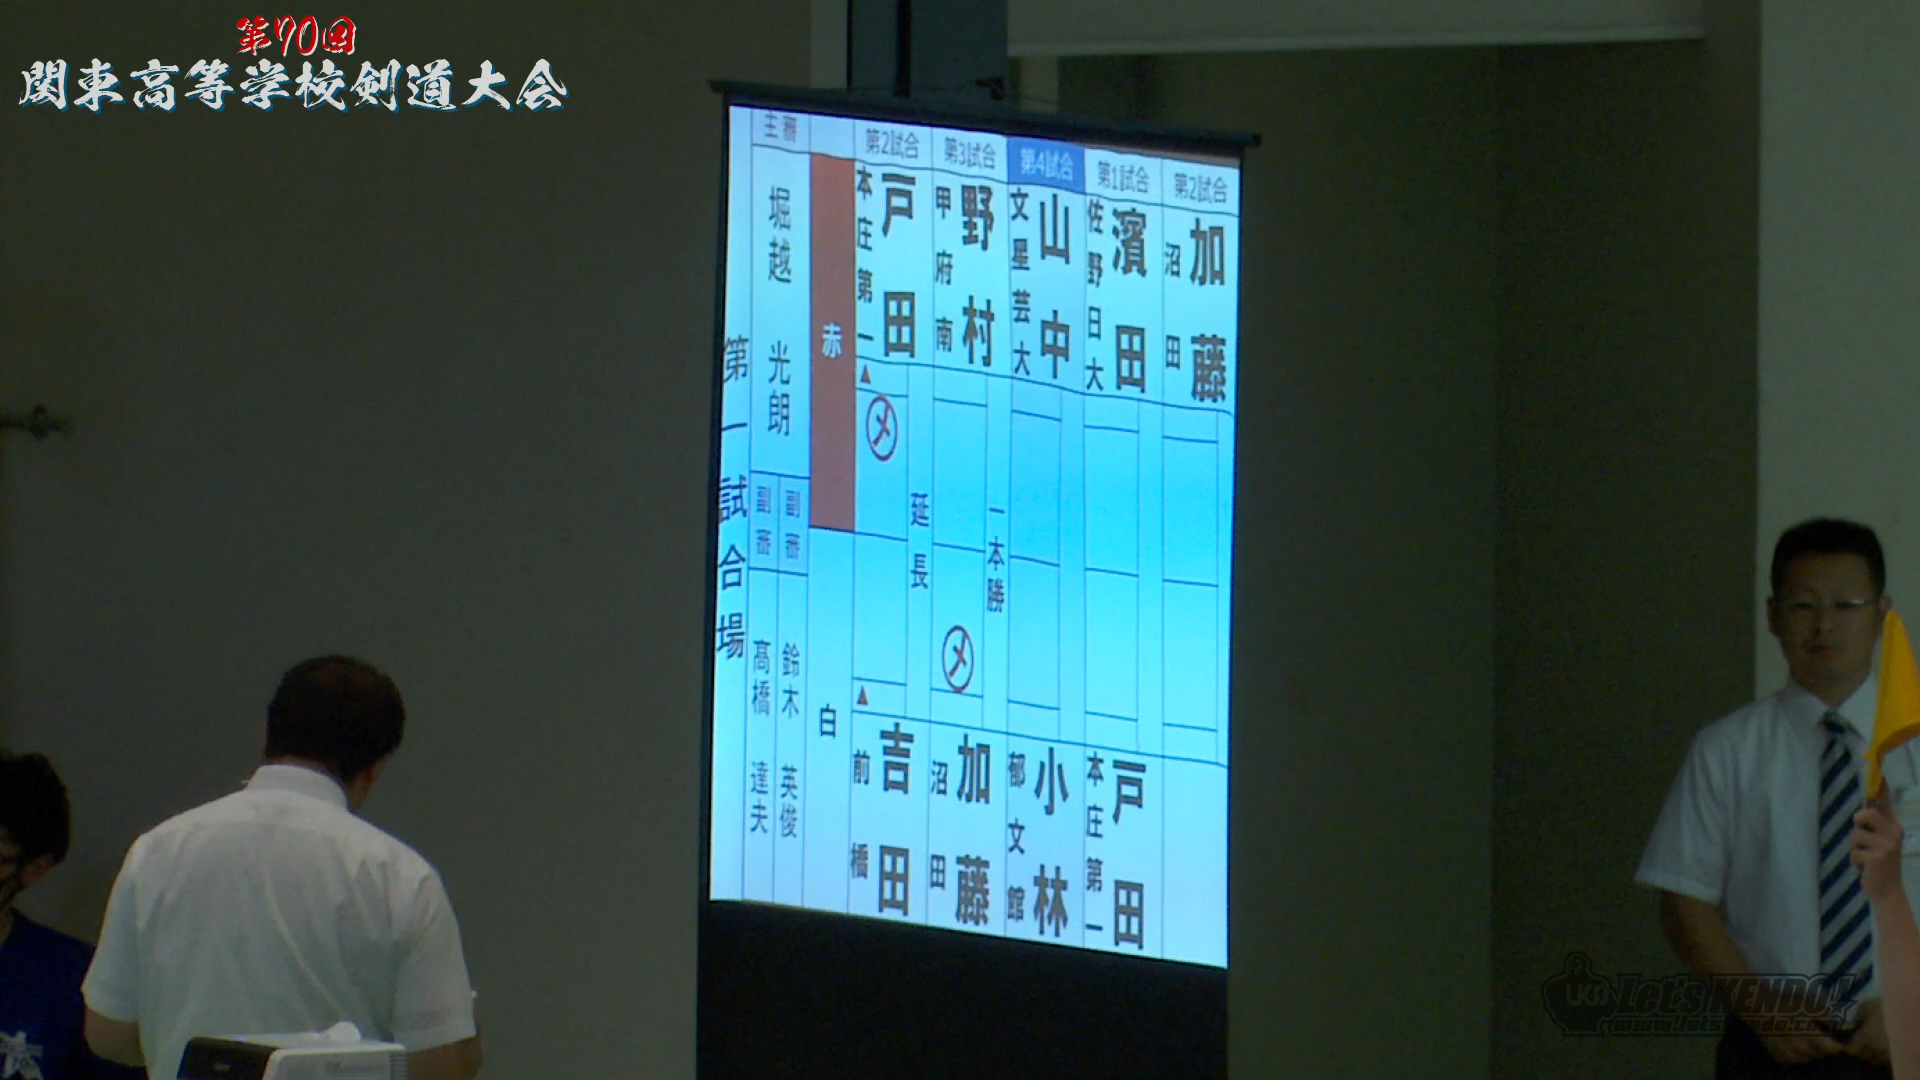 第70回
関東高等学校剣道大会
主審
堀越 光朗
副審
副審
高橋 達夫
鈴木 英俊
第一試合場
赤
白
第2試合
本庄第一
戸田
▲
㋱
延長
▲
前橋
吉田
第3試合
甲府南
野村
一本勝
㋱
沼田
加藤
第4試合
文星芸大
山中
郁文館
小林
第1試合
佐野日大
濱田
本庄第一
戸田
第2試合
沼田
加藤
LKD Let's KENDO!
www.letskendo.com